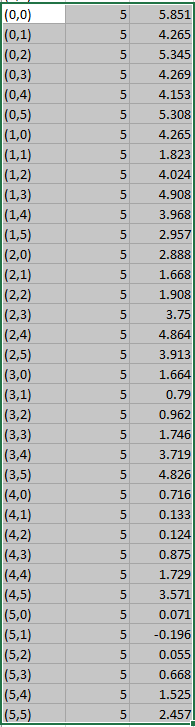 (0,0) 5 5.851
(0,1) 5 4.265
(0,2) 5 5.345
(0,3) 5 4.269
(0,4) 5 4.153
(0,5) 5 5.308
(1,0) 5 4.265
(1,1) 5 1.823
(1,2) 5 4.024
(1,3) 5 4.908
(1,4) 5 3.968
(1,5) 5 2.957
(2,0) 5 2.888
(2,1) 5 1.668
(2,2) 5 1.908
(2,3) 5 3.75
(2,4) 5 4.864
(2,5) 5 3.913
(3,0) 5 1.664
(3,1) 5 0.79
(3,2) 5 0.962
(3,3) 5 1.746
(3,4) 5 3.719
(3,5) 5 4.826
(4,0) 5 0.716
(4,1) 5 0.133
(4,2) 5 0.124
(4,3) 5 0.875
(4,4) 5 1.729
(4,5) 5 3.571
(5,0) 5 0.071
(5,1) 5 -0.196
(5,2) 5 0.055
(5,3) 5 0.668
(5,4) 5 1.525
(5,5) 5 2.457